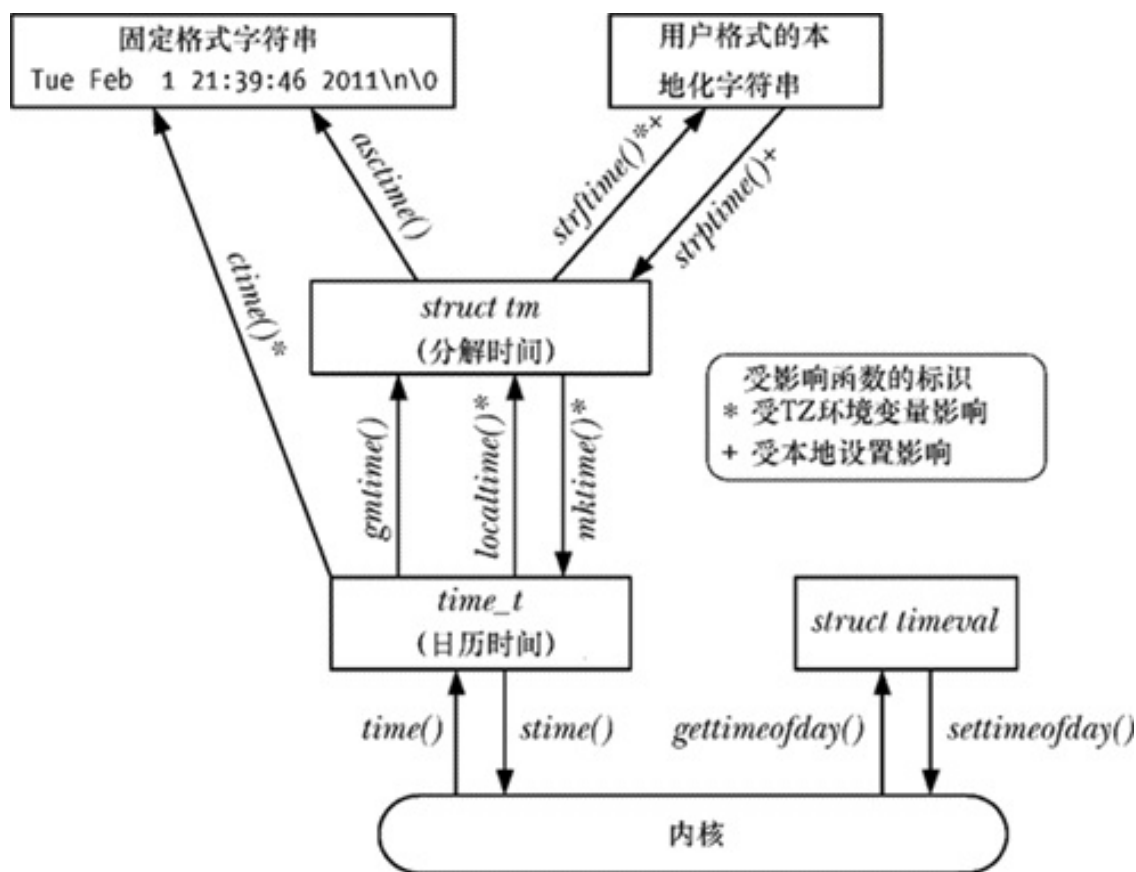 固定格式字符串
Tue Feb  1 21:39:46 2011\n\0
用户格式的本
地化字符串
asctime()
strftime()*+
strptime()+
ctime()*
struct tm
(分解时间)
受影响函数的标识
* 受TZ环境变量影响
+ 受本地设置影响
gmtime()
localtime()*
mktime()*
time_t
(日历时间)
struct timeval
time()
stime()
gettimeofday()
settimeofday()
内核